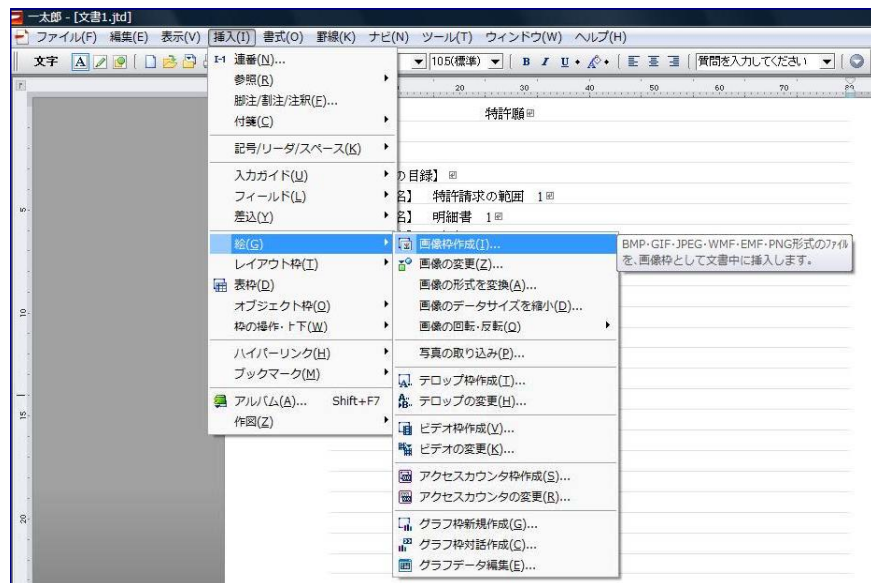 一太郎 - [文書1.jtd]
ファイル(F) 編集(E) 表示(V) 挿入(I) 書式(O) 罫線(K) ナビ(N) ツール(T) ウィンドウ(W) ヘルプ(H)
文字 105(標準) B I U 質問を入力してください
20 30 40 50 60 70
特許願
の目録】
名】 特許請求の範囲 1
名】 明細書 1
連番(N)...
参照(R)
脚注/割注/注釈(F)...
付箋(C)
記号/リーダ/スペース(K)
入力ガイド(U)
フィールド(L)
差込(Y)
絵(G)
レイアウト枠(T)
表枠(D)
オブジェクト枠(O)
枠の操作・上下(W)
ハイパーリンク(H)
ブックマーク(M)
アルバム(A)... Shift+F7
作図(Z)
画像枠作成(I)...
画像の変更(Z)...
画像の形式を変換(A)...
画像のデータサイズを縮小(D)...
画像の回転・反転(Q)
写真の取り込み(P)...
テロップ枠作成(T)...
テロップの変更(H)...
ビデオ枠作成(V)...
ビデオの変更(K)...
アクセスカウンタ枠作成(S)...
アクセスカウンタの変更(R)...
グラフ枠新規作成(G)...
グラフ枠対話作成(C)...
グラフデータ編集(E)...
BMP・GIF・JPEG・WMF・EMF・PNG形式のファイル
を、画像枠として文書中に挿入します。
5
10
15
20